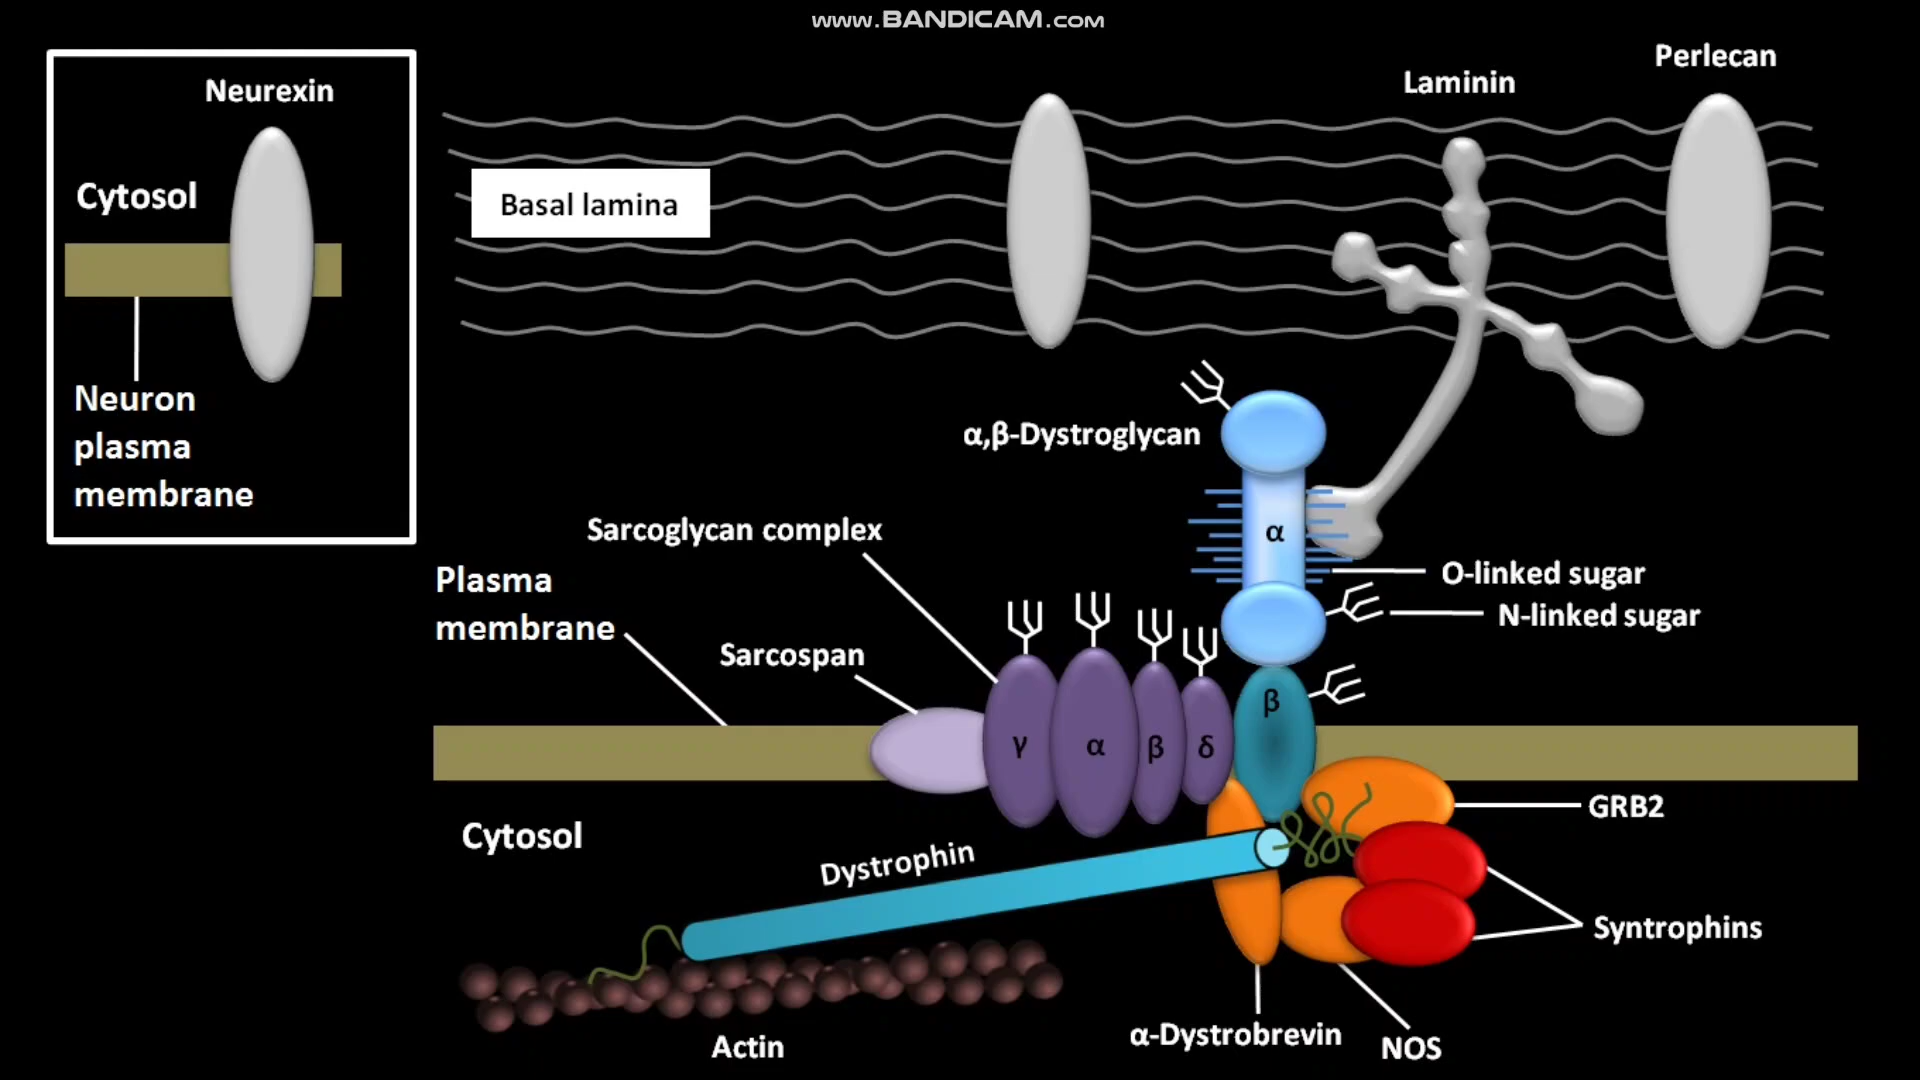 www.BANDICAM.com
Neurexin
Cytosol
Neuron
plasma
membrane
Basal lamina
Laminin
Perlecan
α,β-Dystroglycan
α
Sarcoglycan complex
O-linked sugar
N-linked sugar
Plasma
membrane
Sarcospan
β
γ
α
β
δ
GRB2
Cytosol
Dystrophin
Syntrophins
Actin
α-Dystrobrevin
NOS